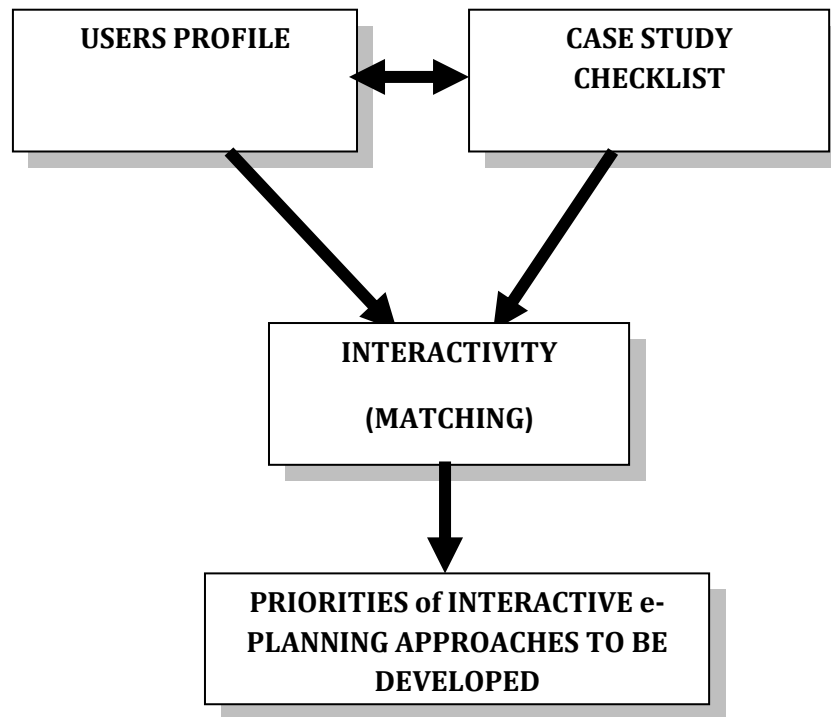 USERS PROFILE
CASE STUDY
CHECKLIST
INTERACTIVITY
(MATCHING)
PRIORITIES of INTERACTIVE e-
PLANNING APPROACHES TO BE
DEVELOPED